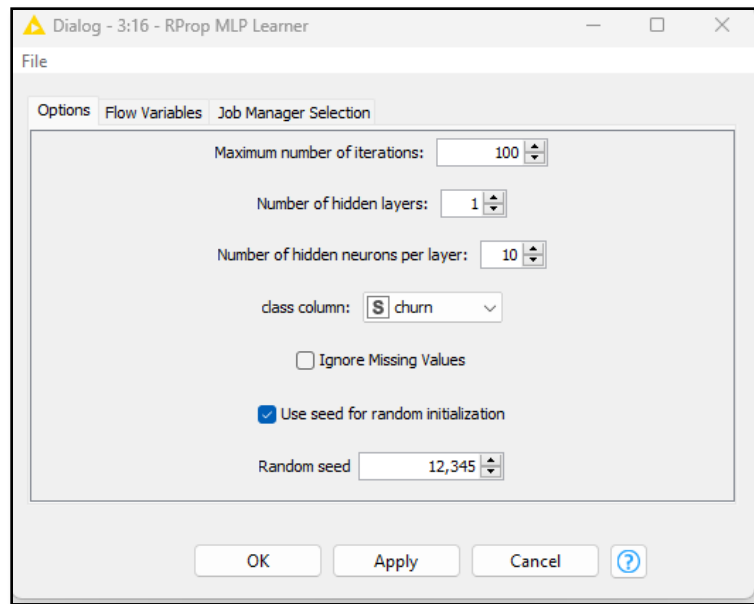 Dialog - 3:16 - RProp MLP Learner
File
Options Flow Variables Job Manager Selection
Maximum number of iterations: 100
Number of hidden layers: 1
Number of hidden neurons per layer: 10
class column: S churn
Ignore Missing Values
Use seed for random initialization
Random seed 12,345
OK Apply Cancel ?